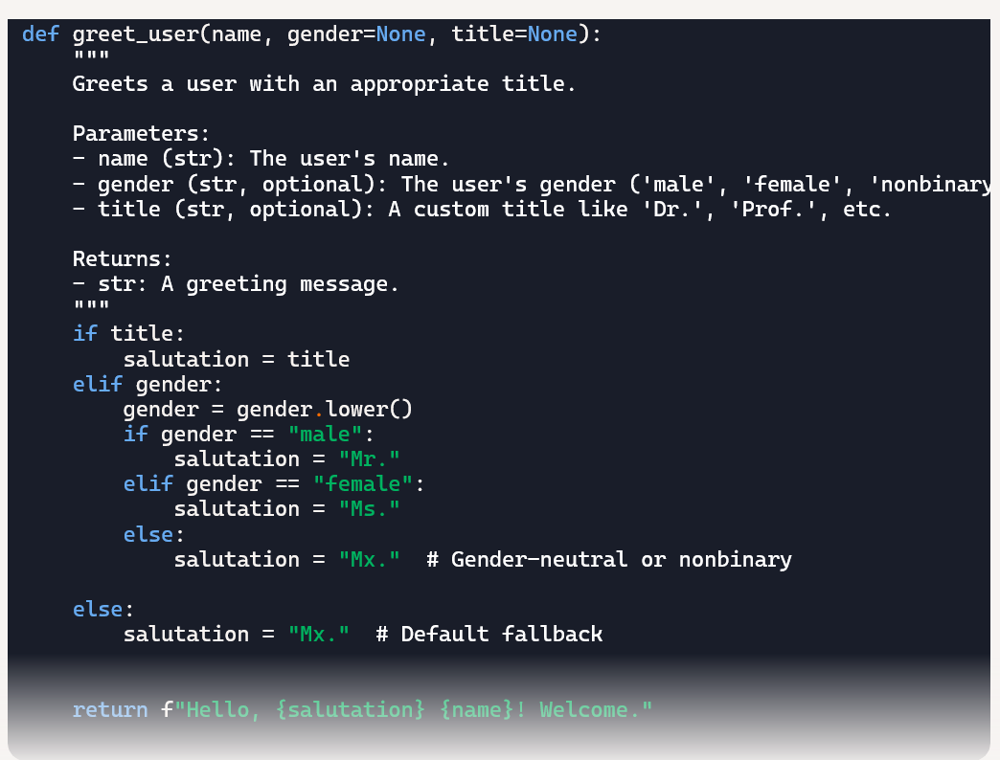 def greet_user(name, gender=None, title=None):
    """
    Greets a user with an appropriate title.

    Parameters:
    - name (str): The user's name.
    - gender (str, optional): The user's gender ('male', 'female', 'nonbinary
    - title (str, optional): A custom title like 'Dr.', 'Prof.', etc.

    Returns:
    - str: A greeting message.
    """
    if title:
        salutation = title
    elif gender:
        gender = gender.lower()
        if gender == "male":
            salutation = "Mr."
        elif gender == "female":
            salutation = "Ms."
        else:
            salutation = "Mx."  # Gender-neutral or nonbinary

    else:
        salutation = "Mx."  # Default fallback


    return f"Hello, {salutation} {name}! Welcome."